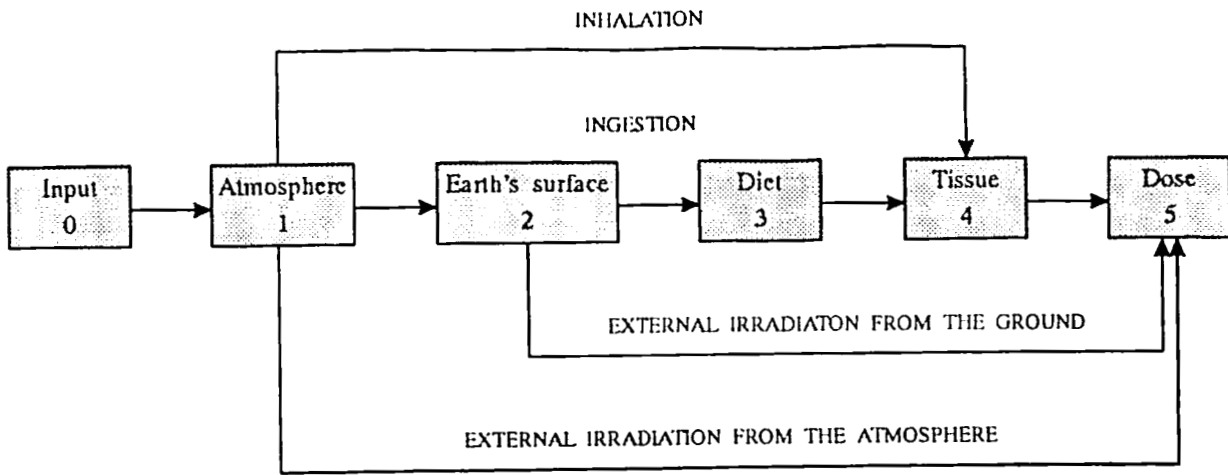 INHALATION
INGESTION
Input
0
Atmosphere
1
Earth's surface
2
Diet
3
Tissue
4
Dose
5
EXTERNAL IRRADIATON FROM THE GROUND
EXTERNAL IRRADIATION FROM THE ATMOSPHERE